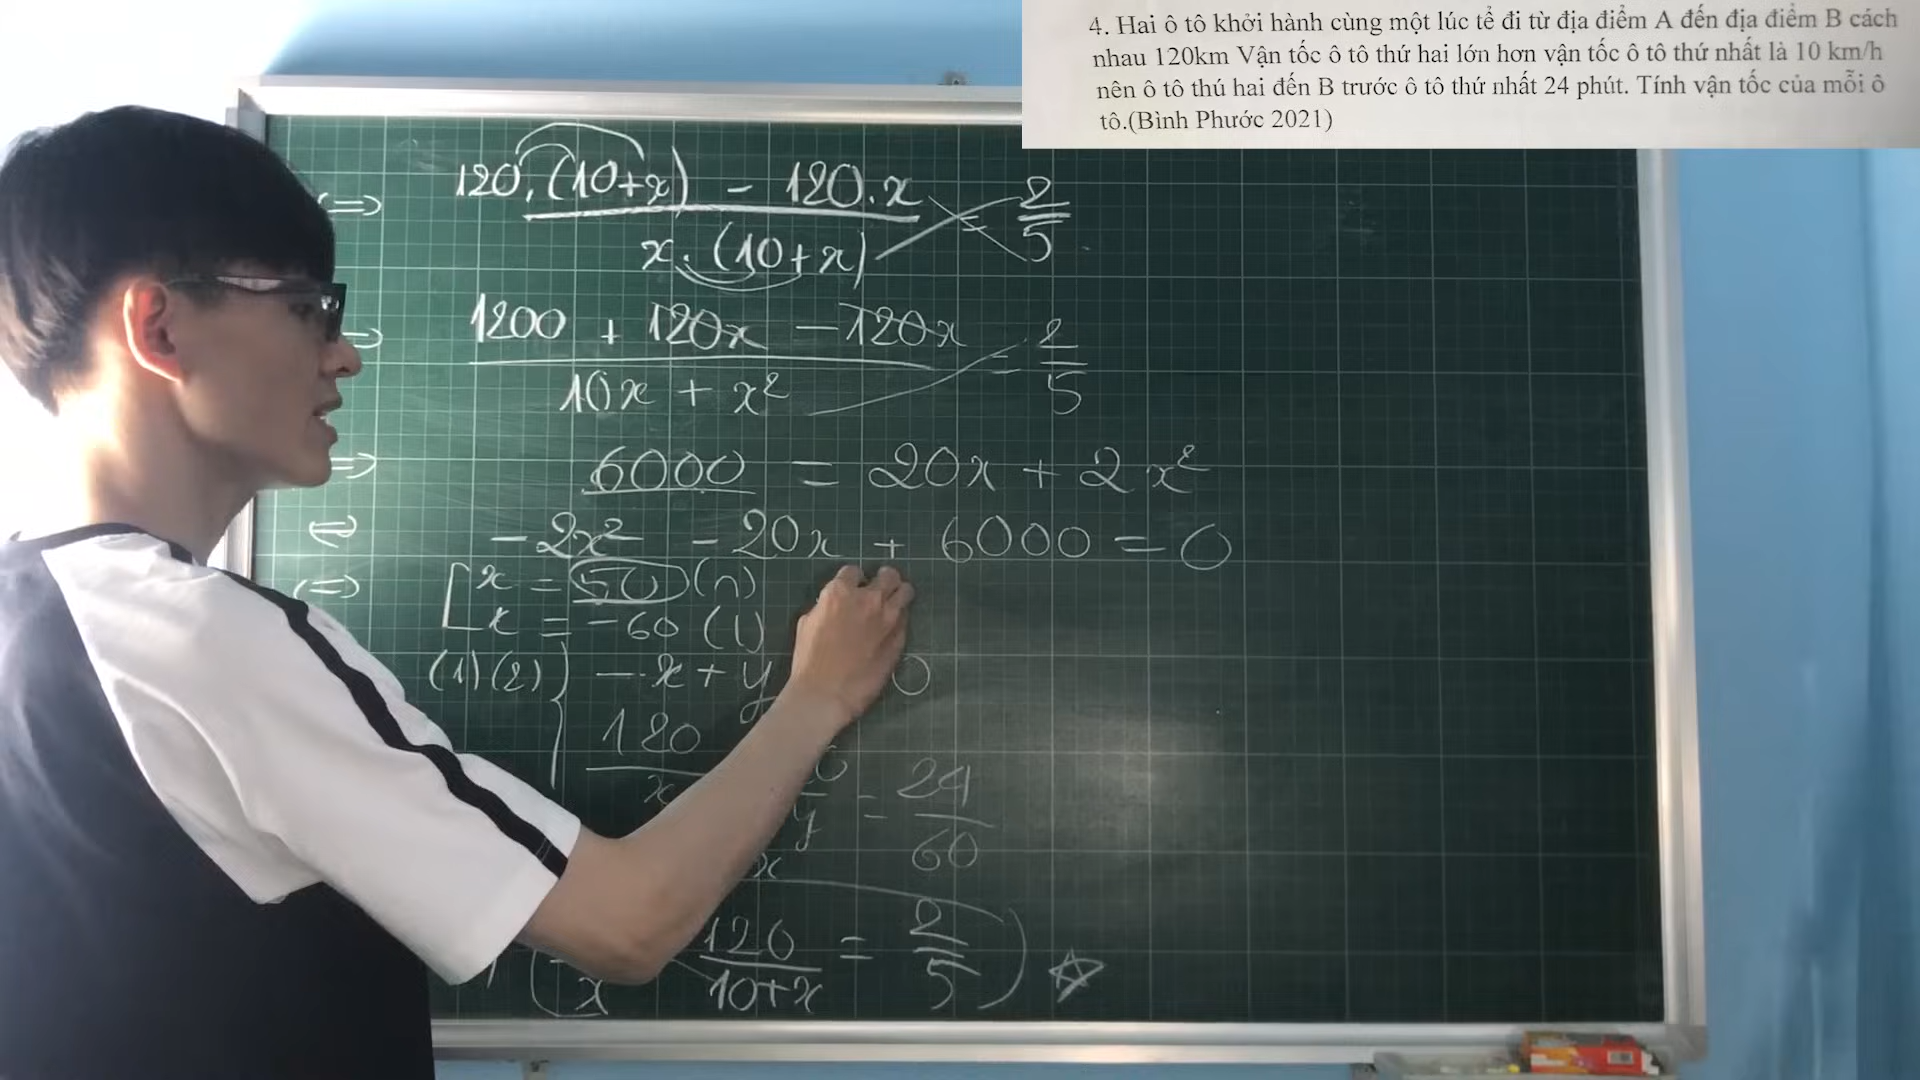 4. Hai ô tô khởi hành cùng một lúc tể đi từ địa điểm A đến địa điểm B cách
nhau 120km Vận tốc ô tô thứ hai lớn hơn vận tốc ô tô thứ nhất là 10 km/h
nên ô tô thú hai đến B trước ô tô thứ nhất 24 phút. Tính vận tốc của mỗi ô
tô.(Bình Phước 2021)
(=> 120.(10+x) - 120.x = 2
x.(10+x) 5
=> 1200 + 120x - 120x = 2
10x + x² 5
=> 6000 = 20x + 2x²
<=> -2x² - 20x + 6000 = 0
(=> [ x = 50 (n)
x = -60 (l)
(1)(2) } - x + y 0
120 24
x y = 60
x
120 = 2
x 10+x 5